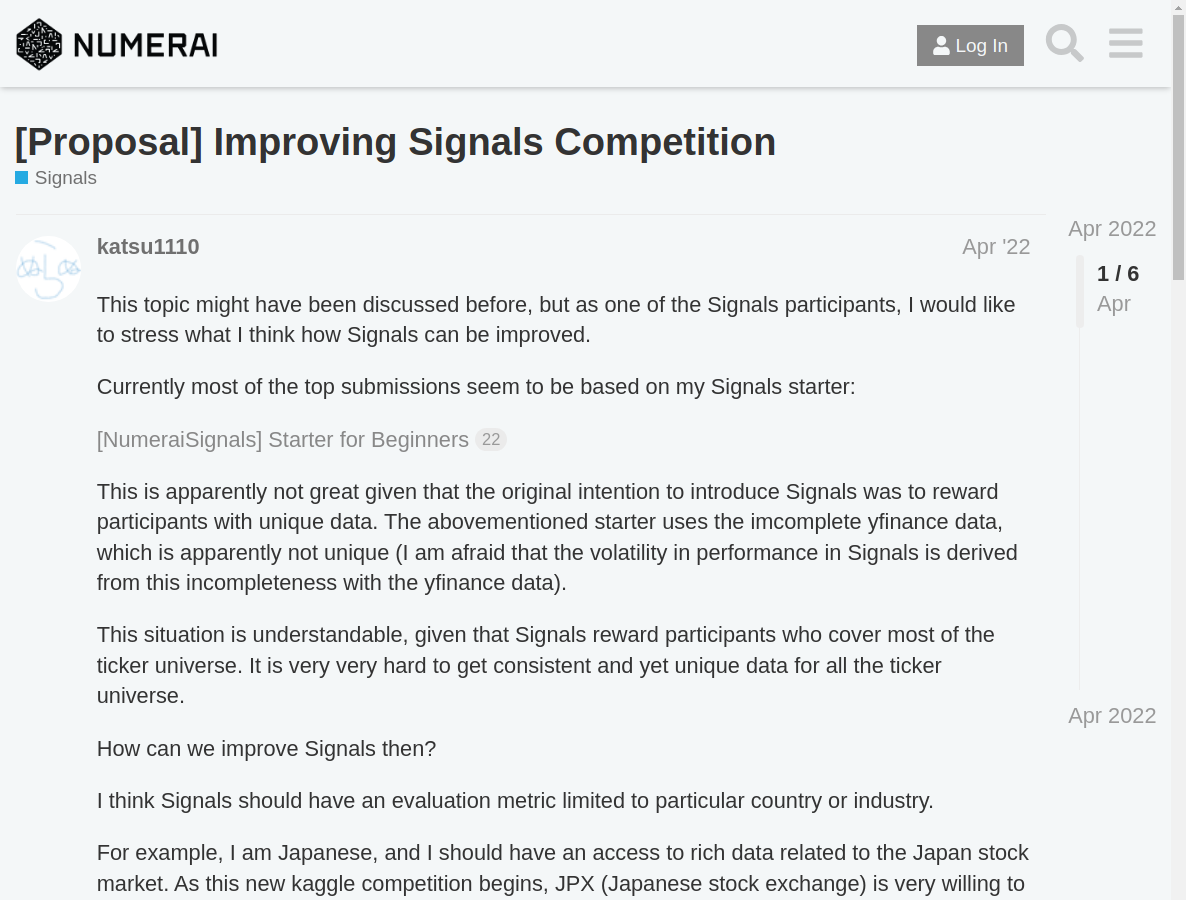 NUMERAI
Log In
[Proposal] Improving Signals Competition
Signals
katsu1110
Apr '22
This topic might have been discussed before, but as one of the Signals participants, I would like
to stress what I think how Signals can be improved.
Currently most of the top submissions seem to be based on my Signals starter:
[NumeraiSignals] Starter for Beginners 22
This is apparently not great given that the original intention to introduce Signals was to reward
participants with unique data. The abovementioned starter uses the imcomplete yfinance data,
which is apparently not unique (I am afraid that the volatility in performance in Signals is derived
from this incompleteness with the yfinance data).
This situation is understandable, given that Signals reward participants who cover most of the
ticker universe. It is very very hard to get consistent and yet unique data for all the ticker
universe.
How can we improve Signals then?
I think Signals should have an evaluation metric limited to particular country or industry.
For example, I am Japanese, and I should have an access to rich data related to the Japan stock
market. As this new kaggle competition begins, JPX (Japanese stock exchange) is very willing to
Apr 2022
1 / 6
Apr
Apr 2022